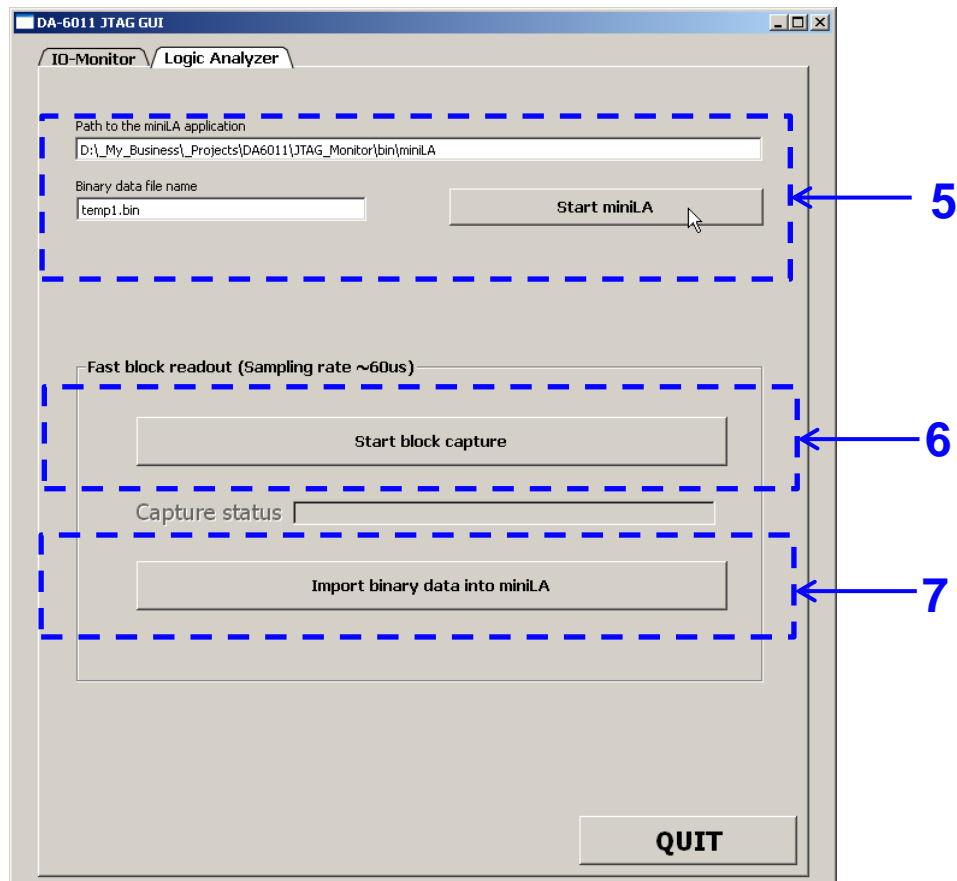 DA-6011 JTAG GUI
IO-Monitor Logic Analyzer
Path to the miniLA application
D:\_My_Business\_Projects\DA6011\JTAG_Monitor\bin\miniLA
Binary data file name
temp1.bin
Start miniLA
5
Fast block readout (Sampling rate ~60us)
Start block capture
6
Capture status
Import binary data into miniLA
7
QUIT